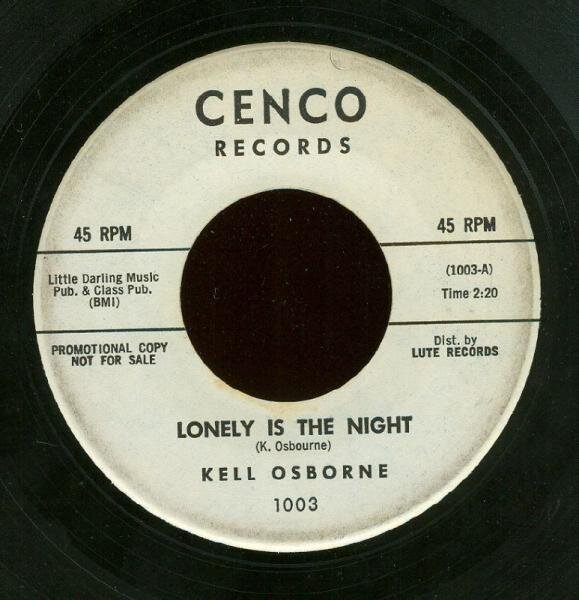 CENCO
RECORDS
45 RPM
45 RPM
Little Darling Music
Pub. & Class Pub.
(BMI)
(1003-A)
Time 2:20
PROMOTIONAL COPY
NOT FOR SALE
Dist. by
LUTE RECORDS
LONELY IS THE NIGHT
(K. Osbourne)
KELL OSBORNE
1003